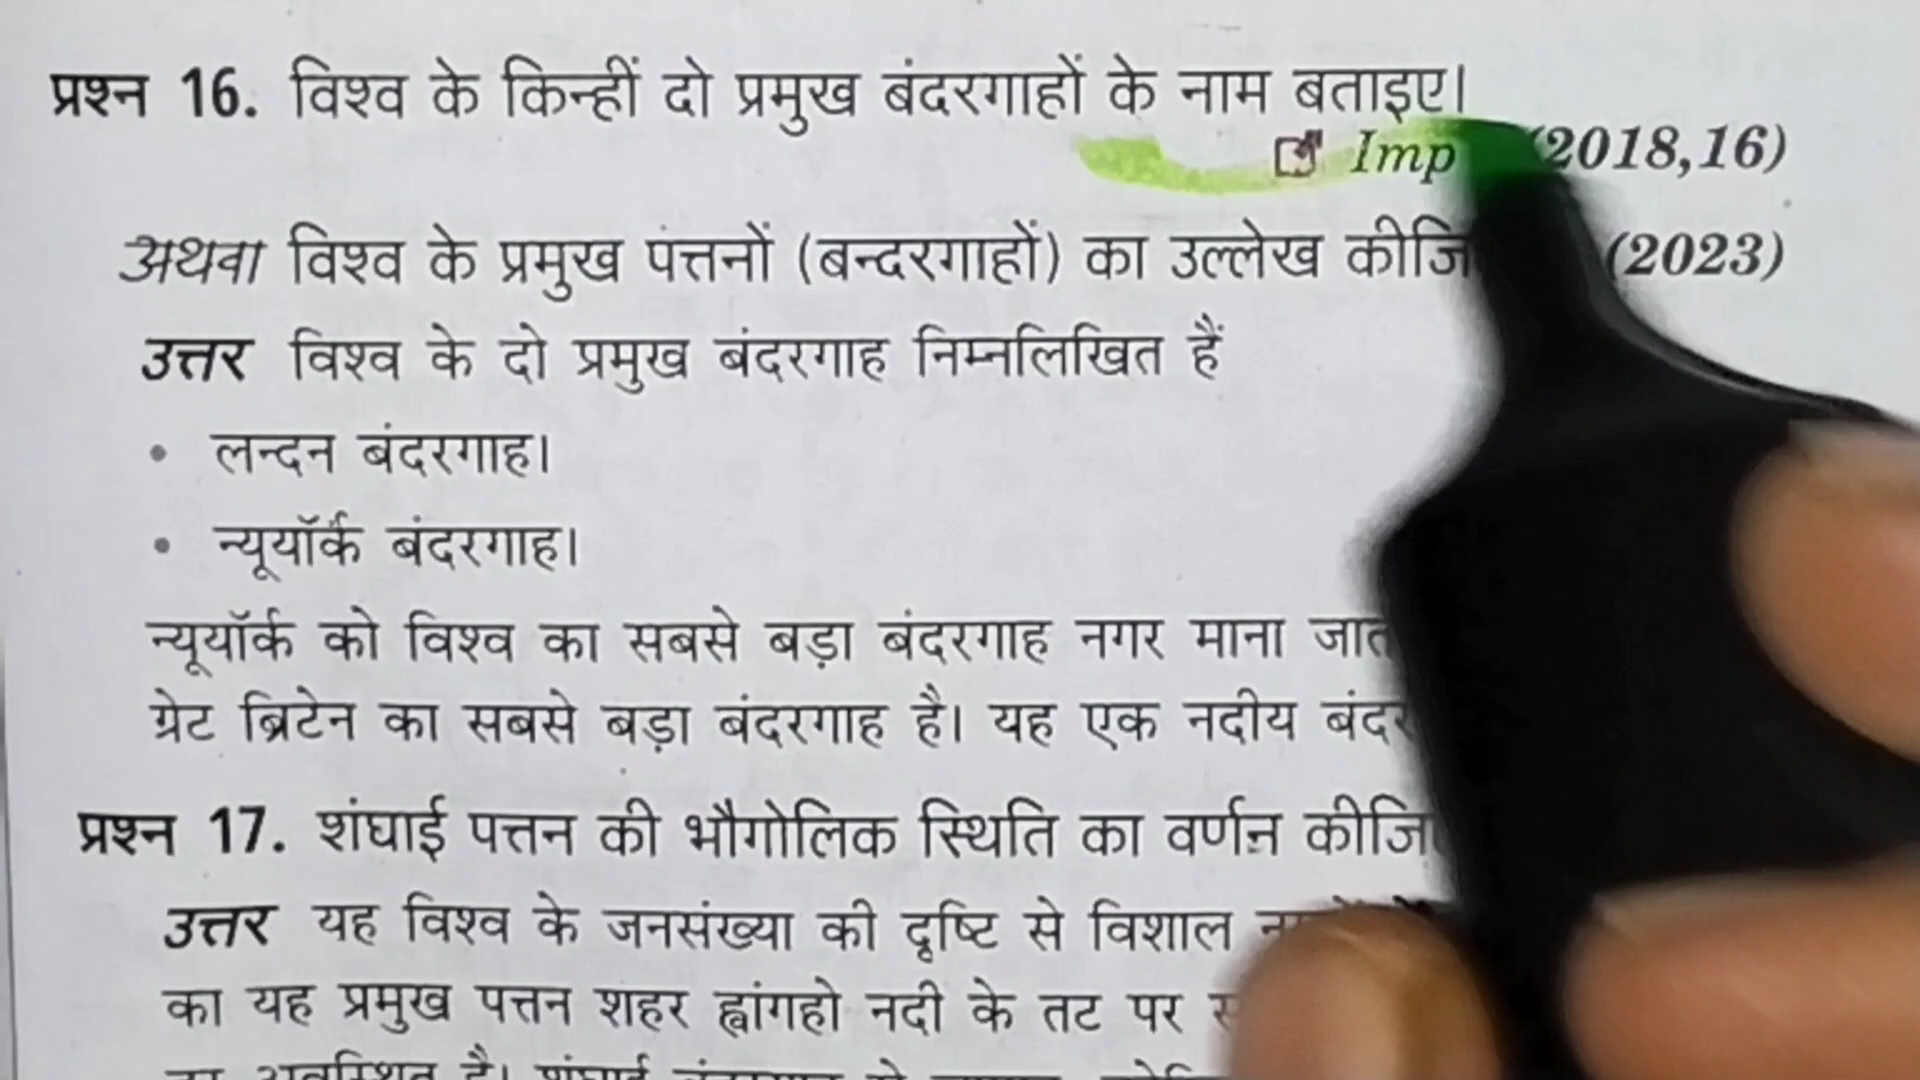 प्रश्न 16. विश्व के किन्हीं दो प्रमुख बंदरगाहों के नाम बताइए।
Imp (2018,16)
अथवा विश्व के प्रमुख पत्तनों (बन्दरगाहों) का उल्लेख (2023)
उत्तर विश्व के दो प्रमुख बंदरगाह निम्नलिखित हैं
• लन्दन बंदरगाह।
• न्यूयॉर्क बंदरगाह।
न्यूयॉर्क को विश्व का सबसे बड़ा बंदरगाह नगर माना
ग्रेट ब्रिटेन का सबसे बड़ा बंदरगाह है। यह एक नदीय
प्रश्न 17. शंघाई पत्तन की भौगोलिक स्थिति का वर्णन
उत्तर यह विश्व के जनसंख्या की दृष्टि से विशाल
का यह प्रमुख पत्तन शहर ह्वांगहो नदी के तट पर